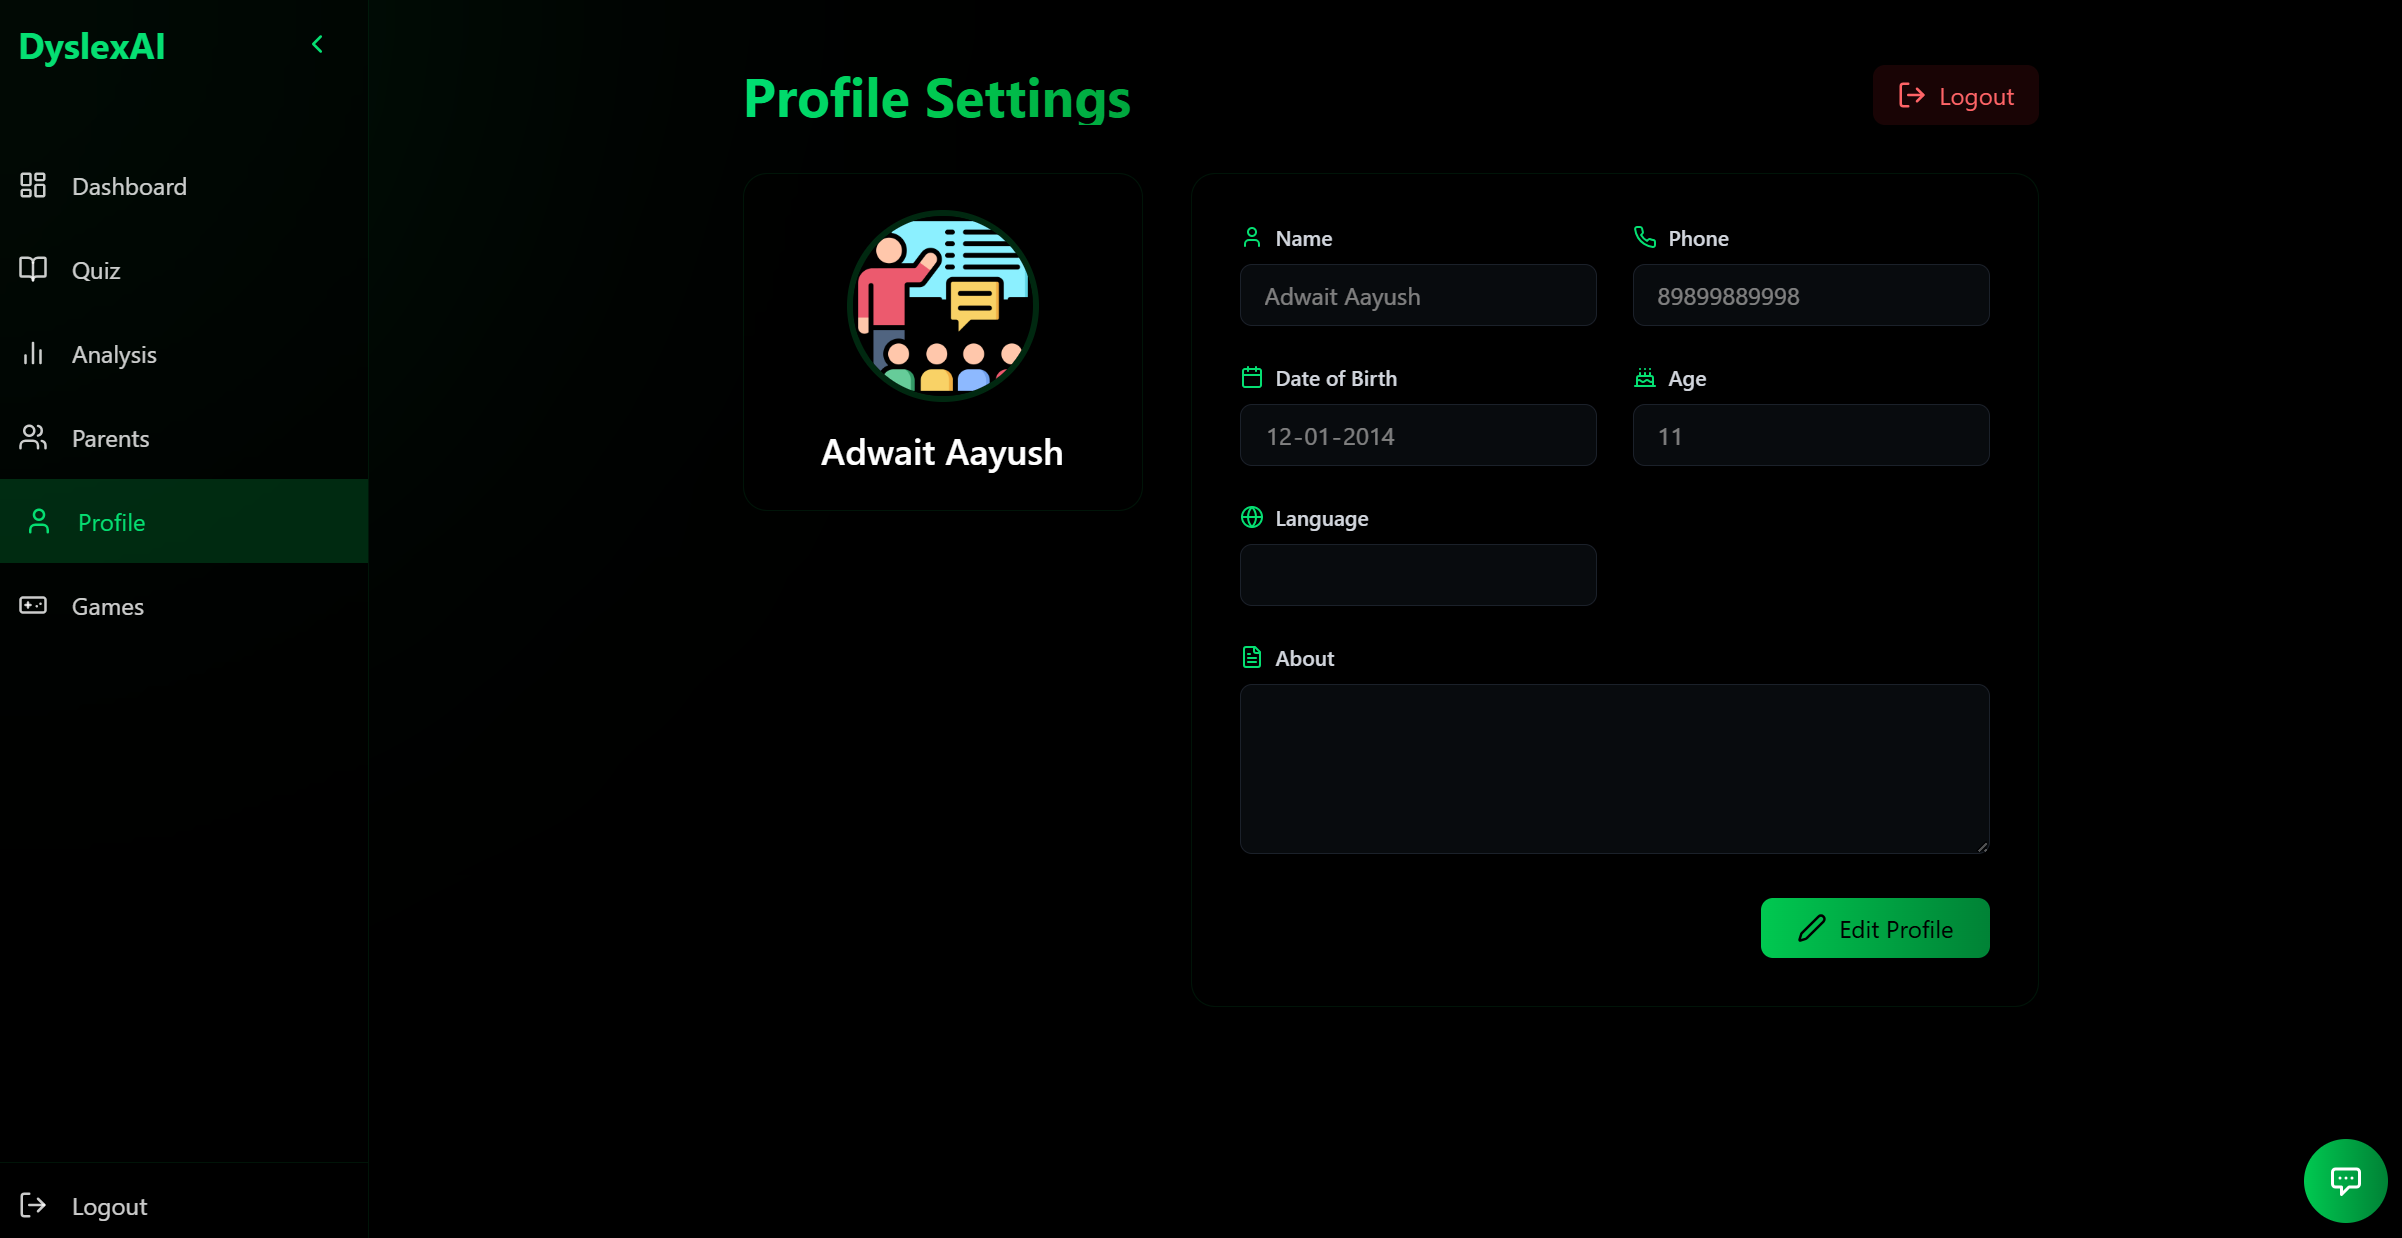 DyslexAI
Dashboard
Quiz
Analysis
Parents
Profile
Games
Logout
Profile Settings
Logout
Adwait Aayush
Name
Adwait Aayush
Phone
89899889998
Date of Birth
12-01-2014
Age
11
Language
About
Edit Profile